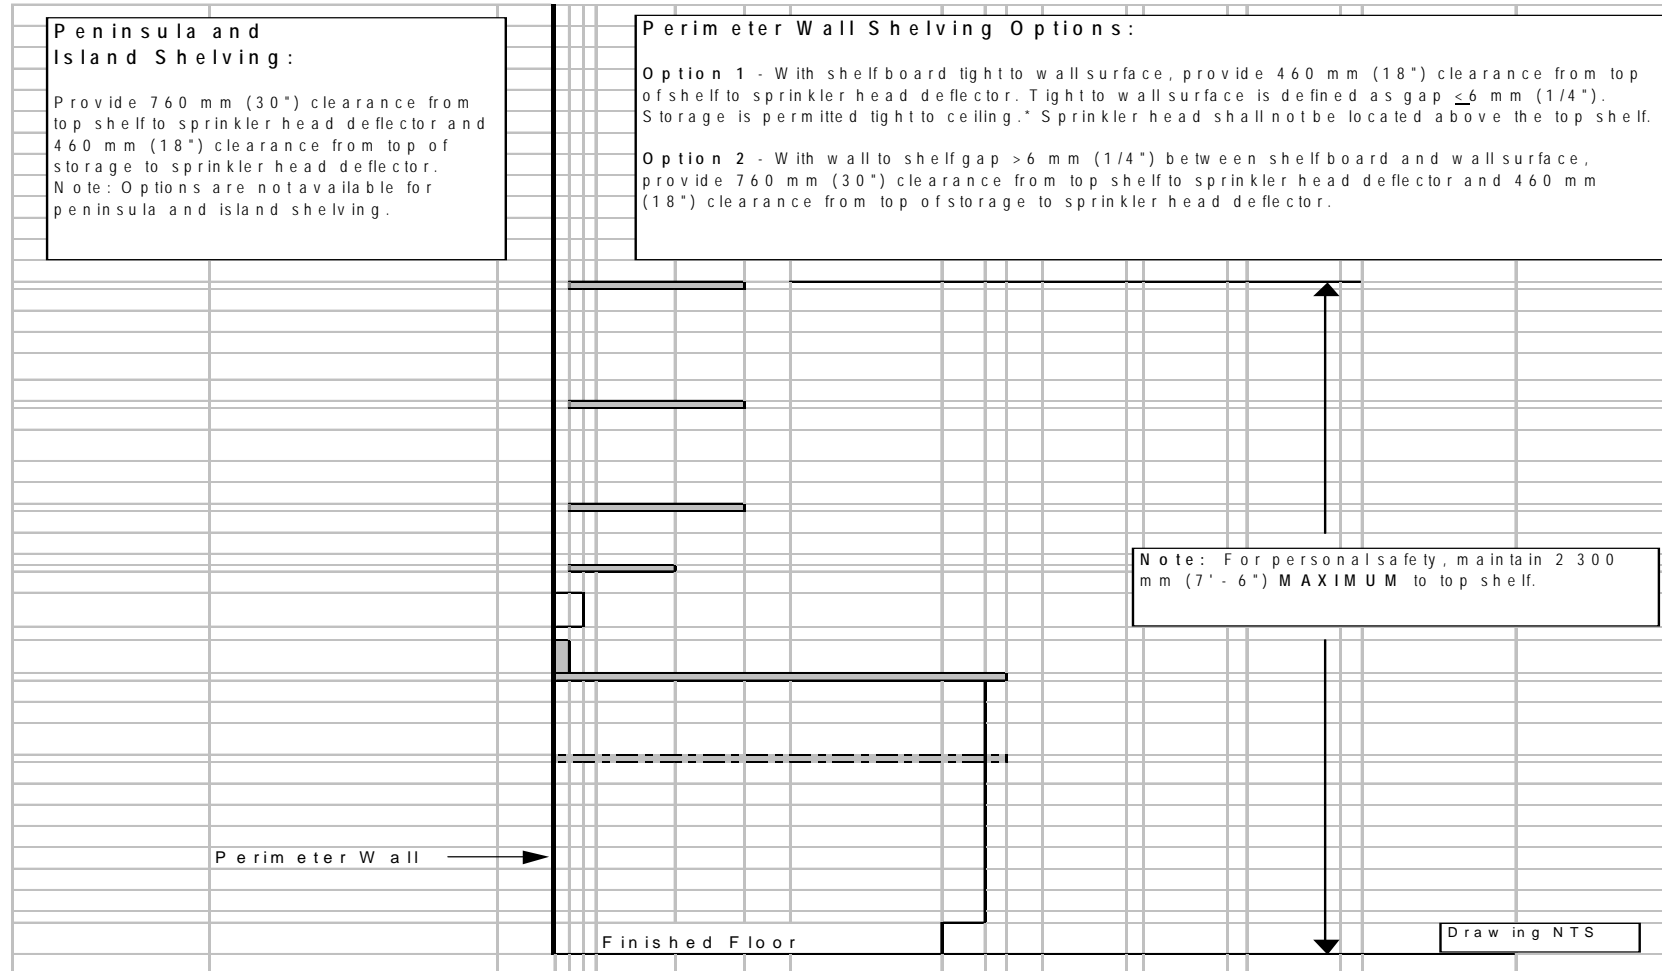 Peninsula and
Island Shelving:
Provide 760 mm (30") clearance from
top shelf to sprinkler head deflector and
460 mm (18") clearance from top of
storage to sprinkler head deflector.
Note: Options are not available for
peninsula and island shelving.
Perimeter Wall Shelving Options:
Option 1 - With shelf board tight to wall surface, provide 460 mm (18") clearance from top
of shelf to sprinkler head deflector. Tight to wall surface is defined as gap <6 mm (1/4").
Storage is permitted tight to ceiling.* Sprinkler head shall not be located above the top shelf.
Option 2 - With wall to shelf gap >6 mm (1/4") between shelf board and wall surface,
provide 760 mm (30") clearance from top shelf to sprinkler head deflector and 460 mm
(18") clearance from top of storage to sprinkler head deflector.
Note: For personal safety, maintain 2 300
mm (7'- 6") MAXIMUM to top shelf.
Perimeter Wall
Finished Floor
Drawing NTS